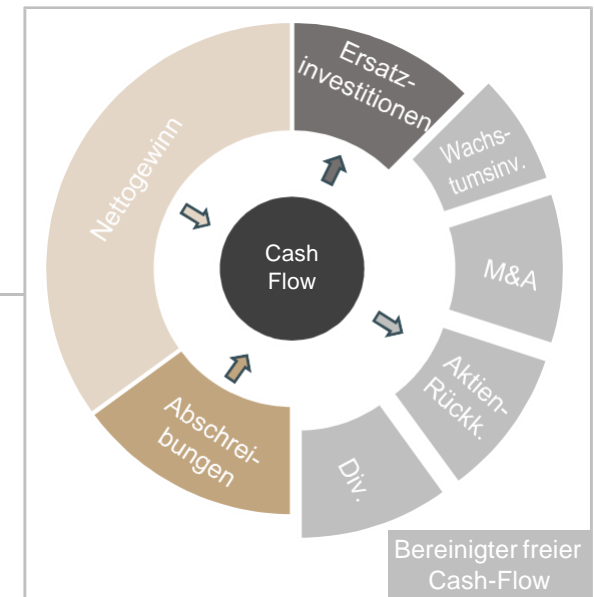 Ersatz-
investitionen
Wachs-
tumsinv.
M&A
Aktien-
Rückk.
Div.
Abschrei-
bungen
Nettogewinn
Cash
Flow
Bereinigter freier
Cash-Flow